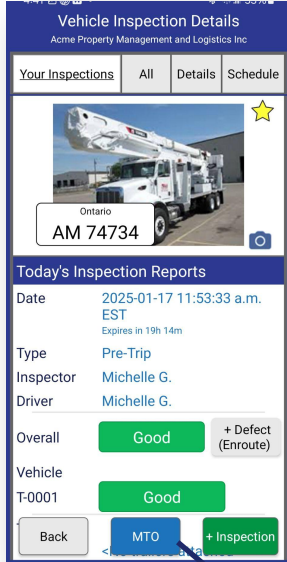 Vehicle Inspection Details
Acme Property Management and Logistics Inc
Your Inspections All Details Schedule
Ontario
AM 74734
Today's Inspection Reports
Date 2025-01-17 11:53:33 a.m.
EST
Expires in 19h 14m
Type Pre-Trip
Inspector Michelle G.
Driver Michelle G.
Overall Good + Defect
(Enroute)
Vehicle
T-0001 Good
Back MTO + Inspection